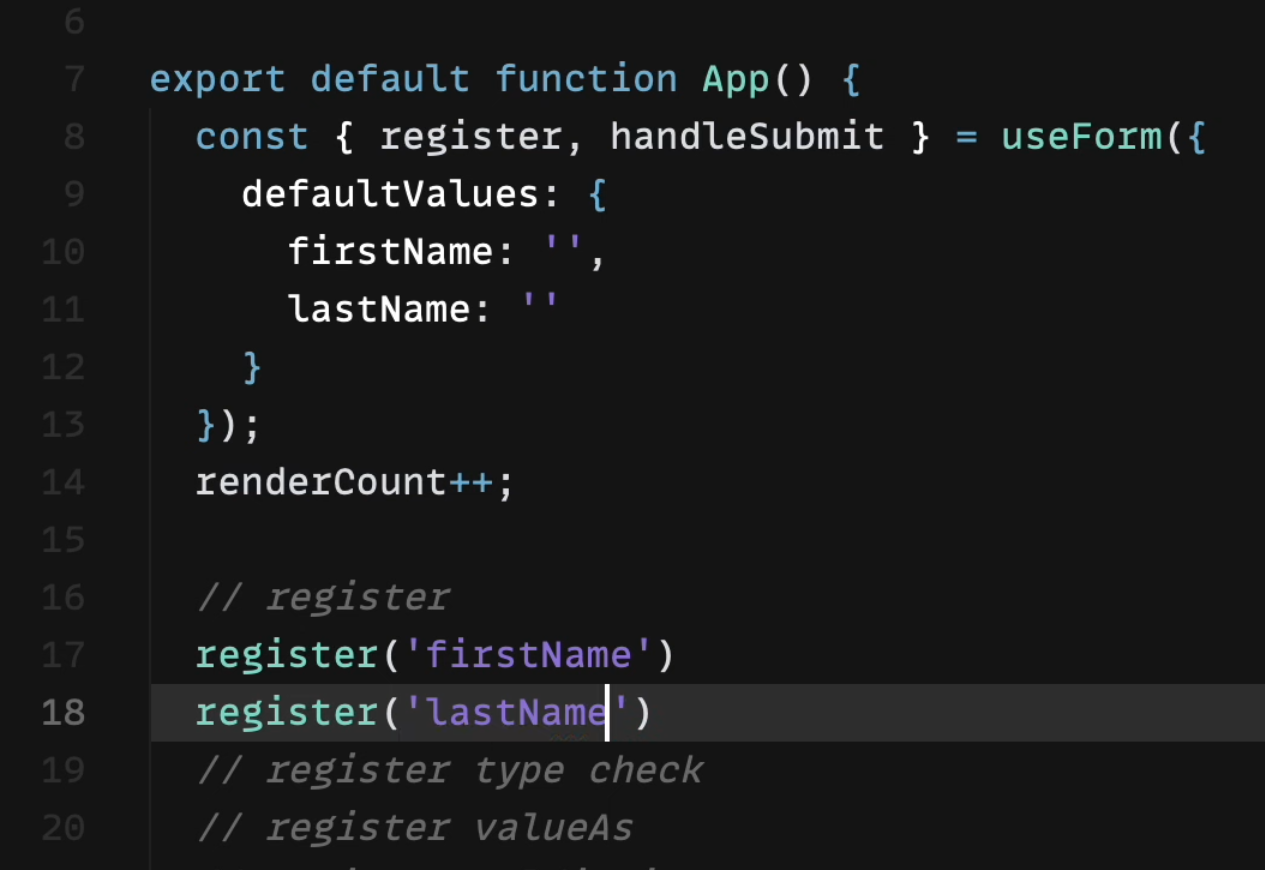 6
7 export default function App() {
8 const { register, handleSubmit } = useForm({
9 defaultValues: {
10 firstName: '',
11 lastName: ''
12 }
13 });
14 renderCount++;
15
16 // register
17 register('firstName')
18 register('lastName')
19 // register type check
20 // register valueAs